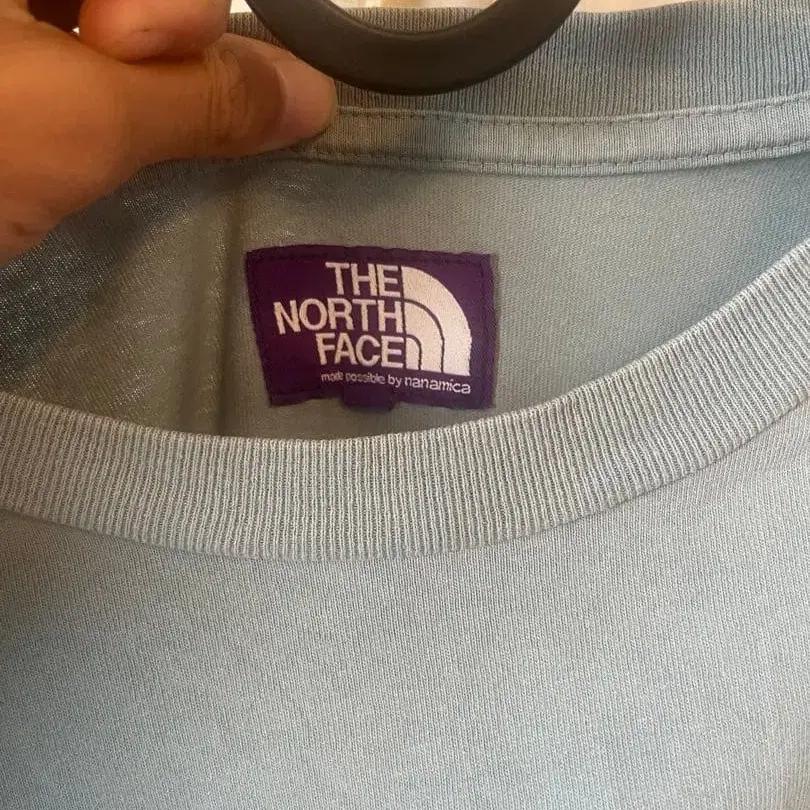 THE
NORTH
FACE
made possible by nanamica